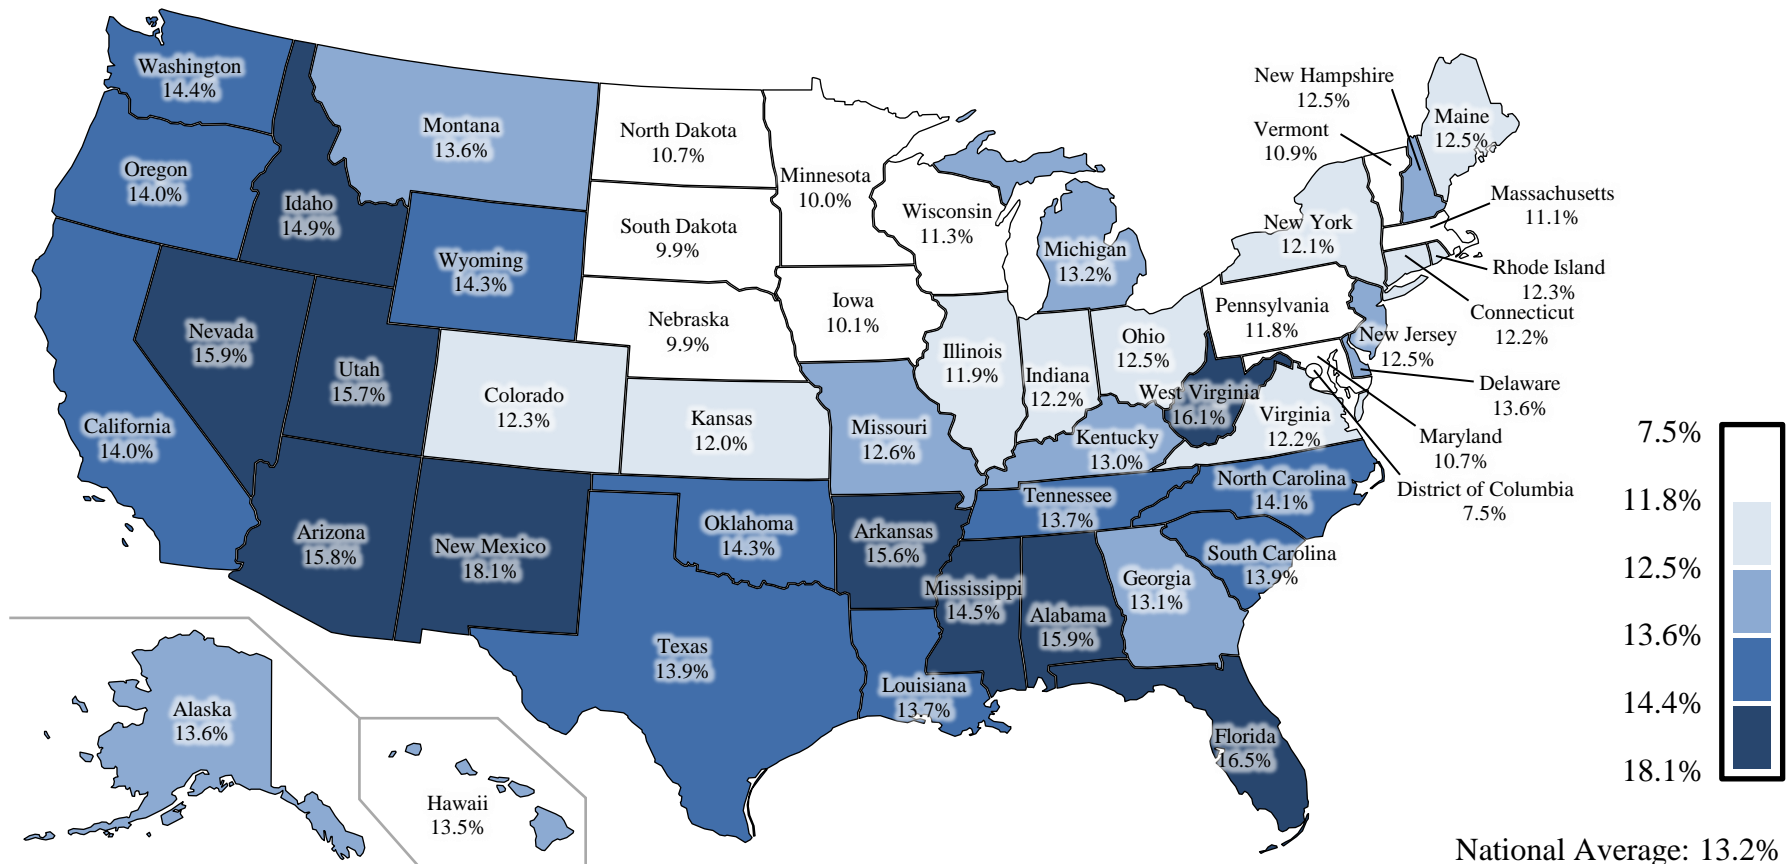 Washington
14.4%
Oregon
14.0%
California
14.0%
Idaho
14.9%
Nevada
15.9%
Montana
13.6%
Wyoming
14.3%
Utah
15.7%
Arizona
15.8%
Colorado
12.3%
New Mexico
18.1%
North Dakota
10.7%
South Dakota
9.9%
Nebraska
9.9%
Kansas
12.0%
Oklahoma
14.3%
Texas
13.9%
Minnesota
10.0%
Iowa
10.1%
Missouri
12.6%
Arkansas
15.6%
Louisiana
13.7%
Wisconsin
11.3%
Illinois
11.9%
Michigan
13.2%
Indiana
12.2%
Ohio
12.5%
Kentucky
13.0%
Tennessee
13.7%
Mississippi
14.5%
Alabama
15.9%
Georgia
13.1%
Florida
16.5%
South Carolina
13.9%
North Carolina
14.1%
Virginia
12.2%
West Virginia
16.1%
Pennsylvania
11.8%
New York
12.1%
New Hampshire
12.5%
Vermont
10.9%
Maine
12.5%
Massachusetts
11.1%
Rhode Island
12.3%
Connecticut
12.2%
New Jersey
12.5%
Delaware
13.6%
Maryland
10.7%
District of Columbia
7.5%
Alaska
13.6%
Hawaii
13.5%
7.5%
11.8%
12.5%
13.6%
14.4%
18.1%
National Average: 13.2%